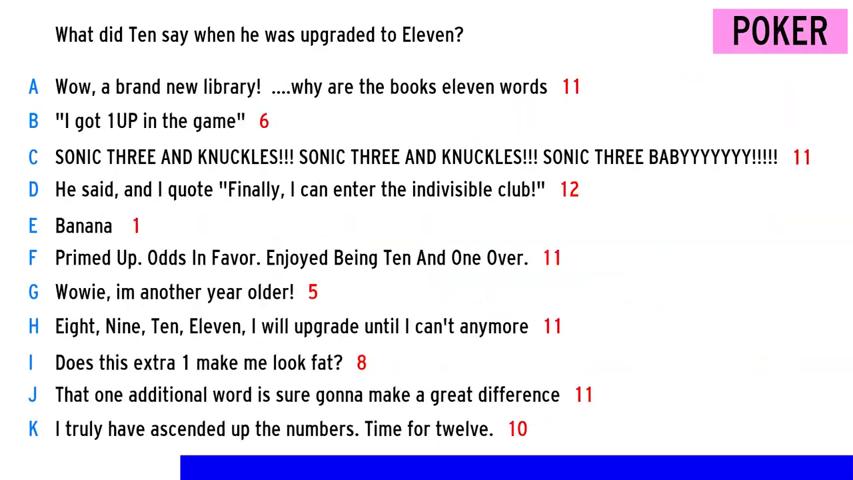 What did Ten say when he was upgraded to Eleven?
POKER
A Wow, a brand new library! ....why are the books eleven words 11
B "I got 1UP in the game" 6
C SONIC THREE AND KNUCKLES!!! SONIC THREE AND KNUCKLES!!! SONIC THREE BABYYYYYYY!!!!! 11
D He said, and I quote "Finally, I can enter the indivisible club!" 12
E Banana 1
F Primed Up. Odds In Favor. Enjoyed Being Ten And One Over. 11
G Wowie, im another year older! 5
H Eight, Nine, Ten, Eleven, I will upgrade until I can't anymore 11
I Does this extra 1 make me look fat? 8
J That one additional word is sure gonna make a great difference 11
K I truly have ascended up the numbers. Time for twelve. 10